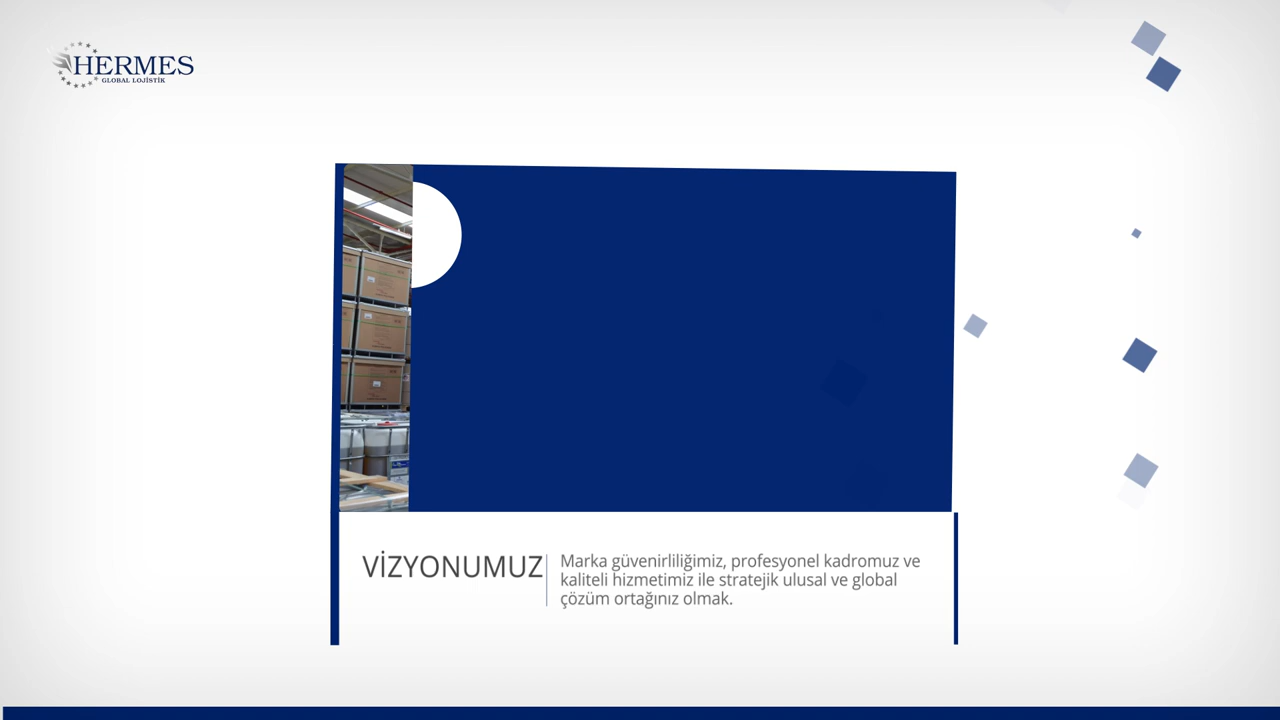 HERMES
GLOBAL LOJİSTİK
VİZYONUMUZ
Marka güvenirliliğimiz, profesyonel kadromuz ve
kaliteli hizmetimiz ile stratejik ulusal ve global
çözüm ortağınız olmak.